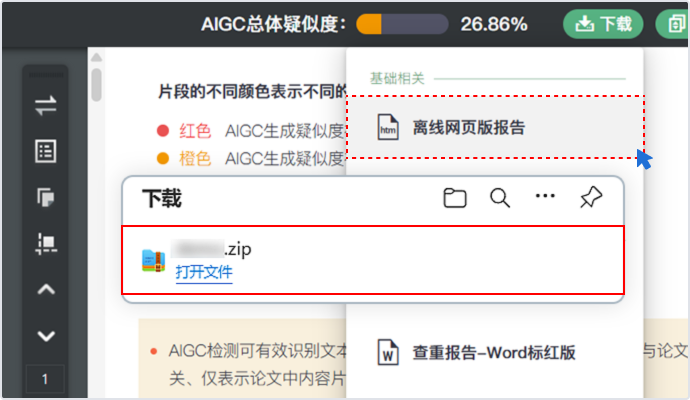 AIGC总体疑似度：
26.86%
下载
基础相关
片段的不同颜色表示不同的
红色 AIGC生成疑似度
离线网页版报告
橙色 AIGC生成疑似度
下载
.zip
打开文件
AIGC检测可有效识别文本
与论文
查重报告-Word标红版
关、仅表示论文中内容片
1